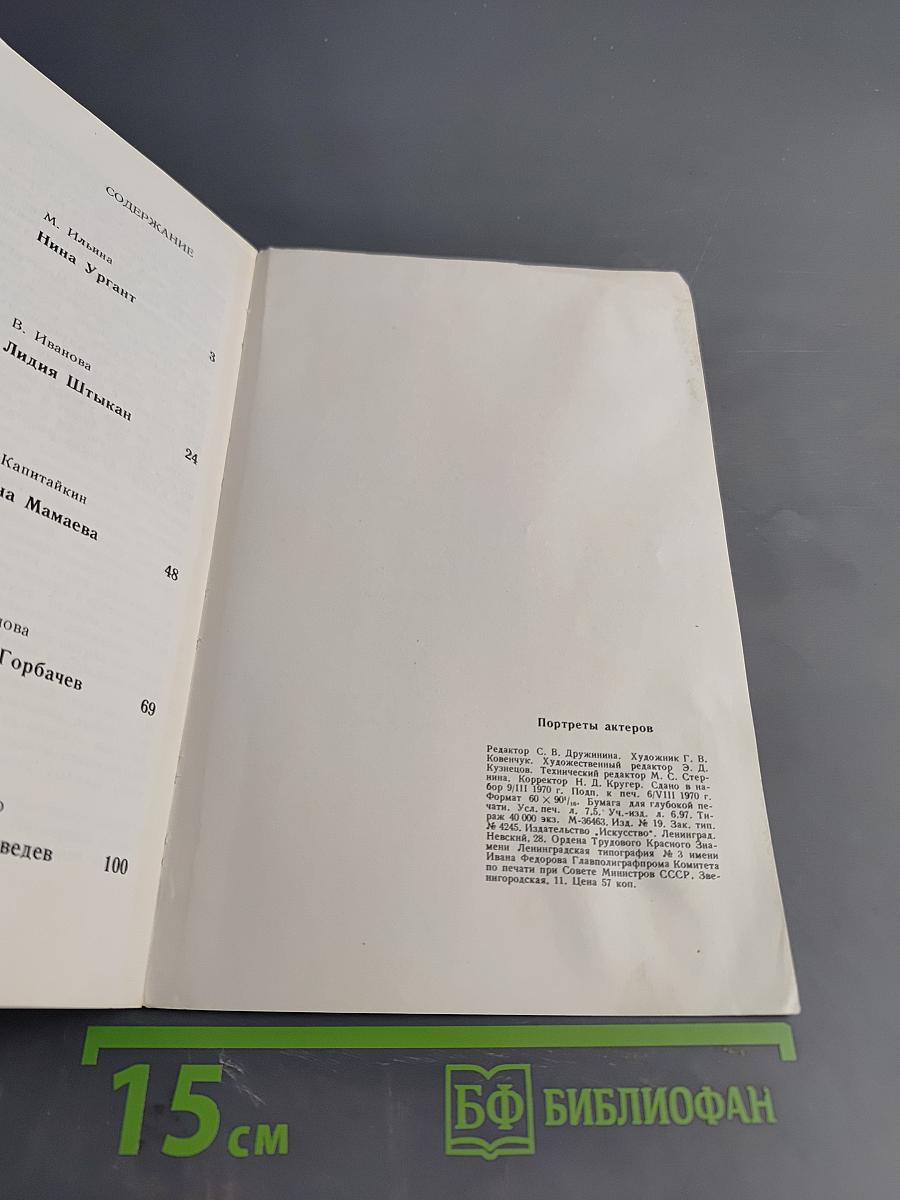 СОДЕРЖАНИЕ
М. Ильина
Нина Ургант
3
В. Иванова
Лидия Штыкан
24
Капитайкин
на Мамаева
48
нова
Горбачев
69
ведев
100
Портреты актеров
Редактор С. В. Дружинина. Художник Г. В.
Ковенчук. Художественный редактор Э. Д.
Кузнецов. Технический редактор М. С. Стер-
нина. Корректор Н. Д. Кругер. Сдано в на-
бор 9/III 1970 г. Подп. к печ. 6/VIII 1970 г.
Формат 60 × 90¹/₁₆. Бумага для глубокой пе-
чати. Усл. печ. л. 7,5. Уч.-изд. л. 6,97. Ти-
раж 40 000 экз. М-36463. Изд. № 19. Зак. тип.
№ 4245. Издательство „Искусство". Ленинград.
Невский, 28. Ордена Трудового Красного Зна-
мени Ленинградская типография № 3 имени
Ивана Федорова Главполиграфпрома Комитета
по печати при Совете Министров СССР. Зве-
нигородская, 11. Цена 57 коп.
15 см
БФ БИБЛИОФАН